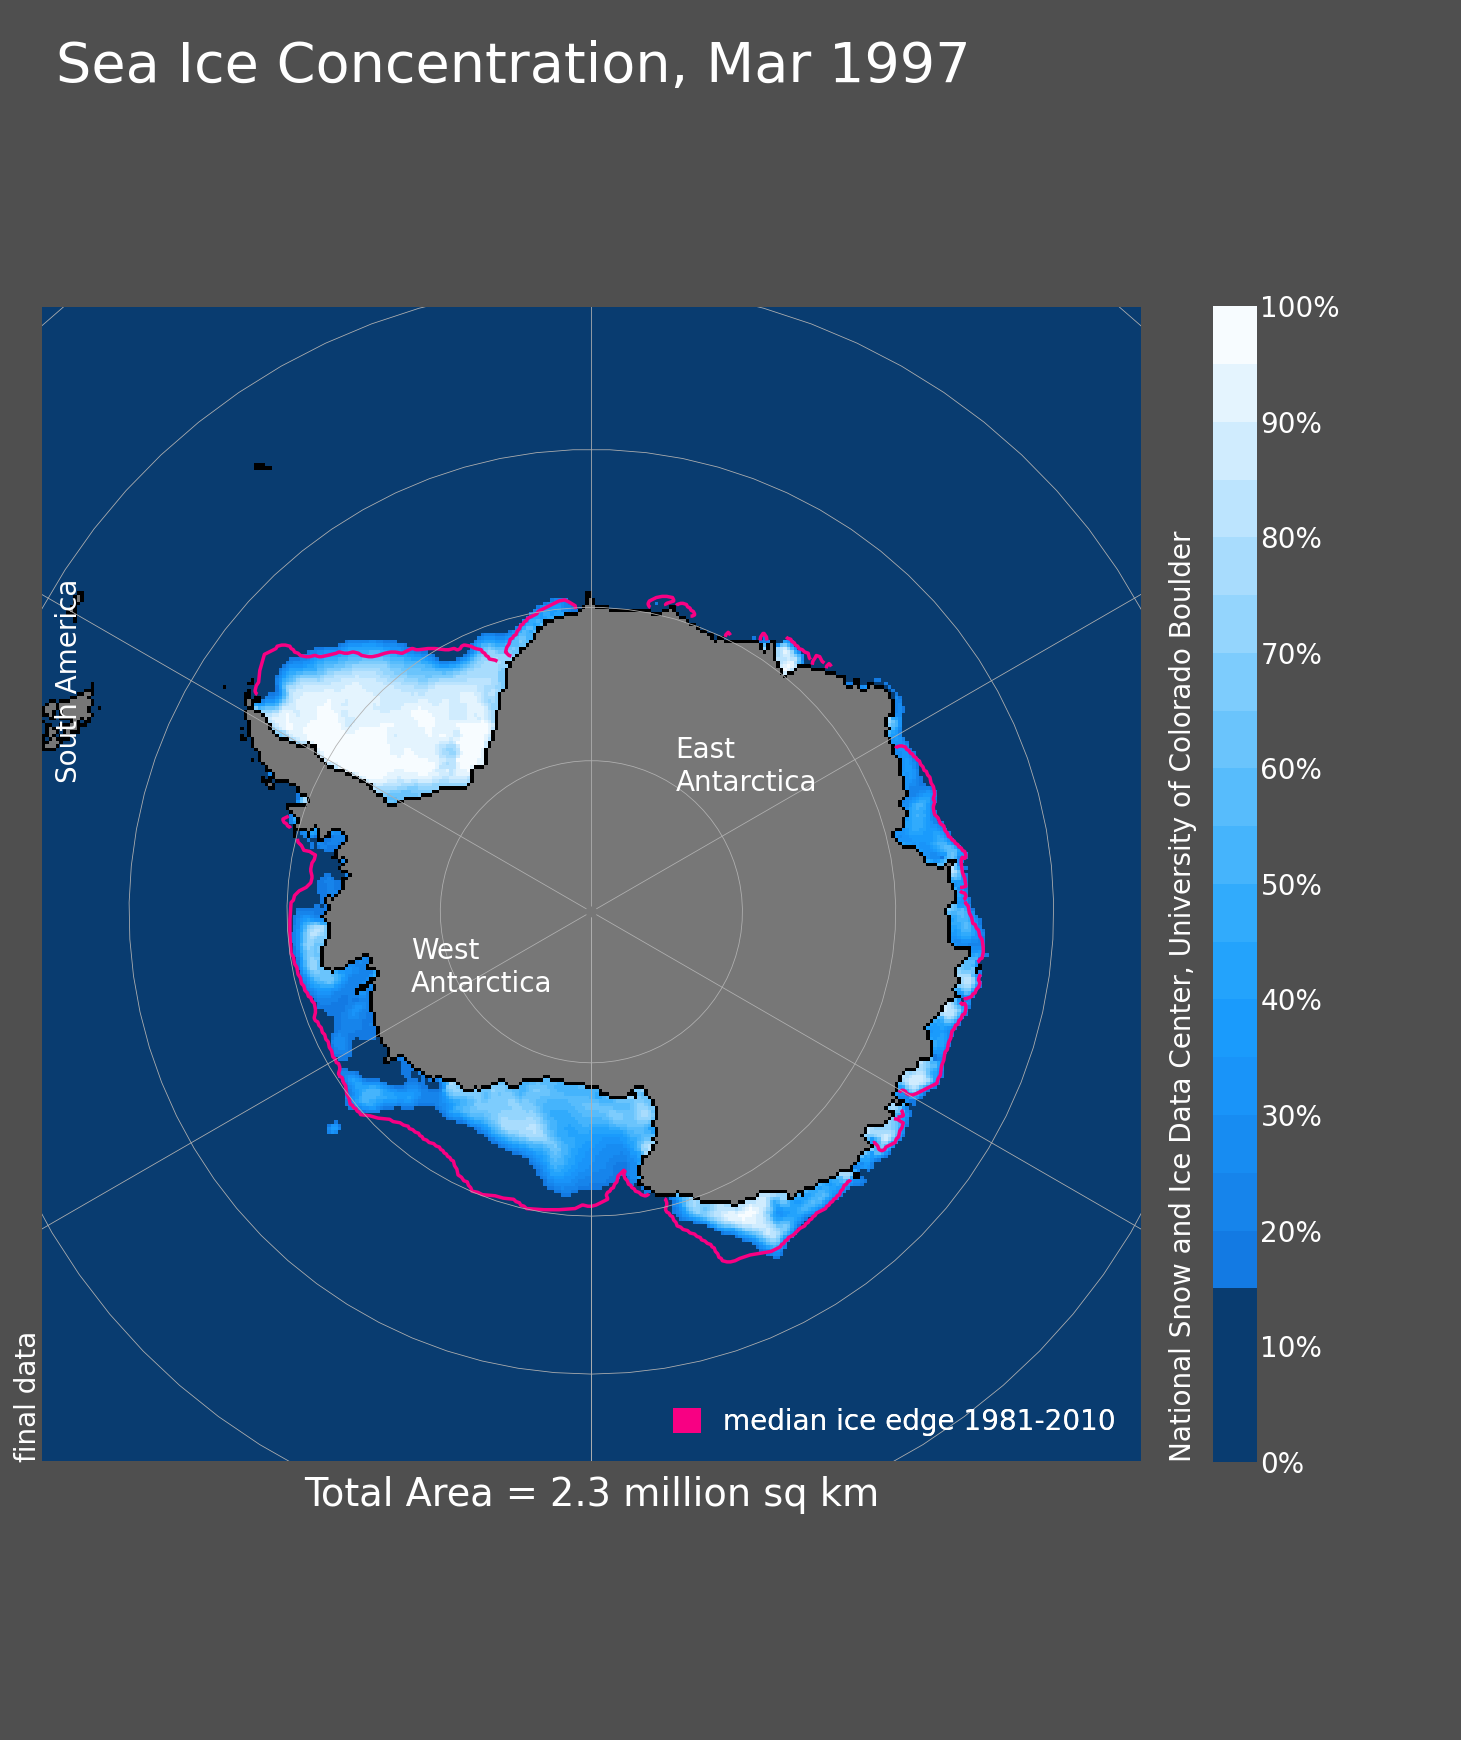 Sea Ice Concentration, Mar 1997
South America
East
Antarctica
West
Antarctica
final data
median ice edge 1981-2010
Total Area = 2.3 million sq km
National Snow and Ice Data Center, University of Colorado Boulder
100%
90%
80%
70%
60%
50%
40%
30%
20%
10%
0%